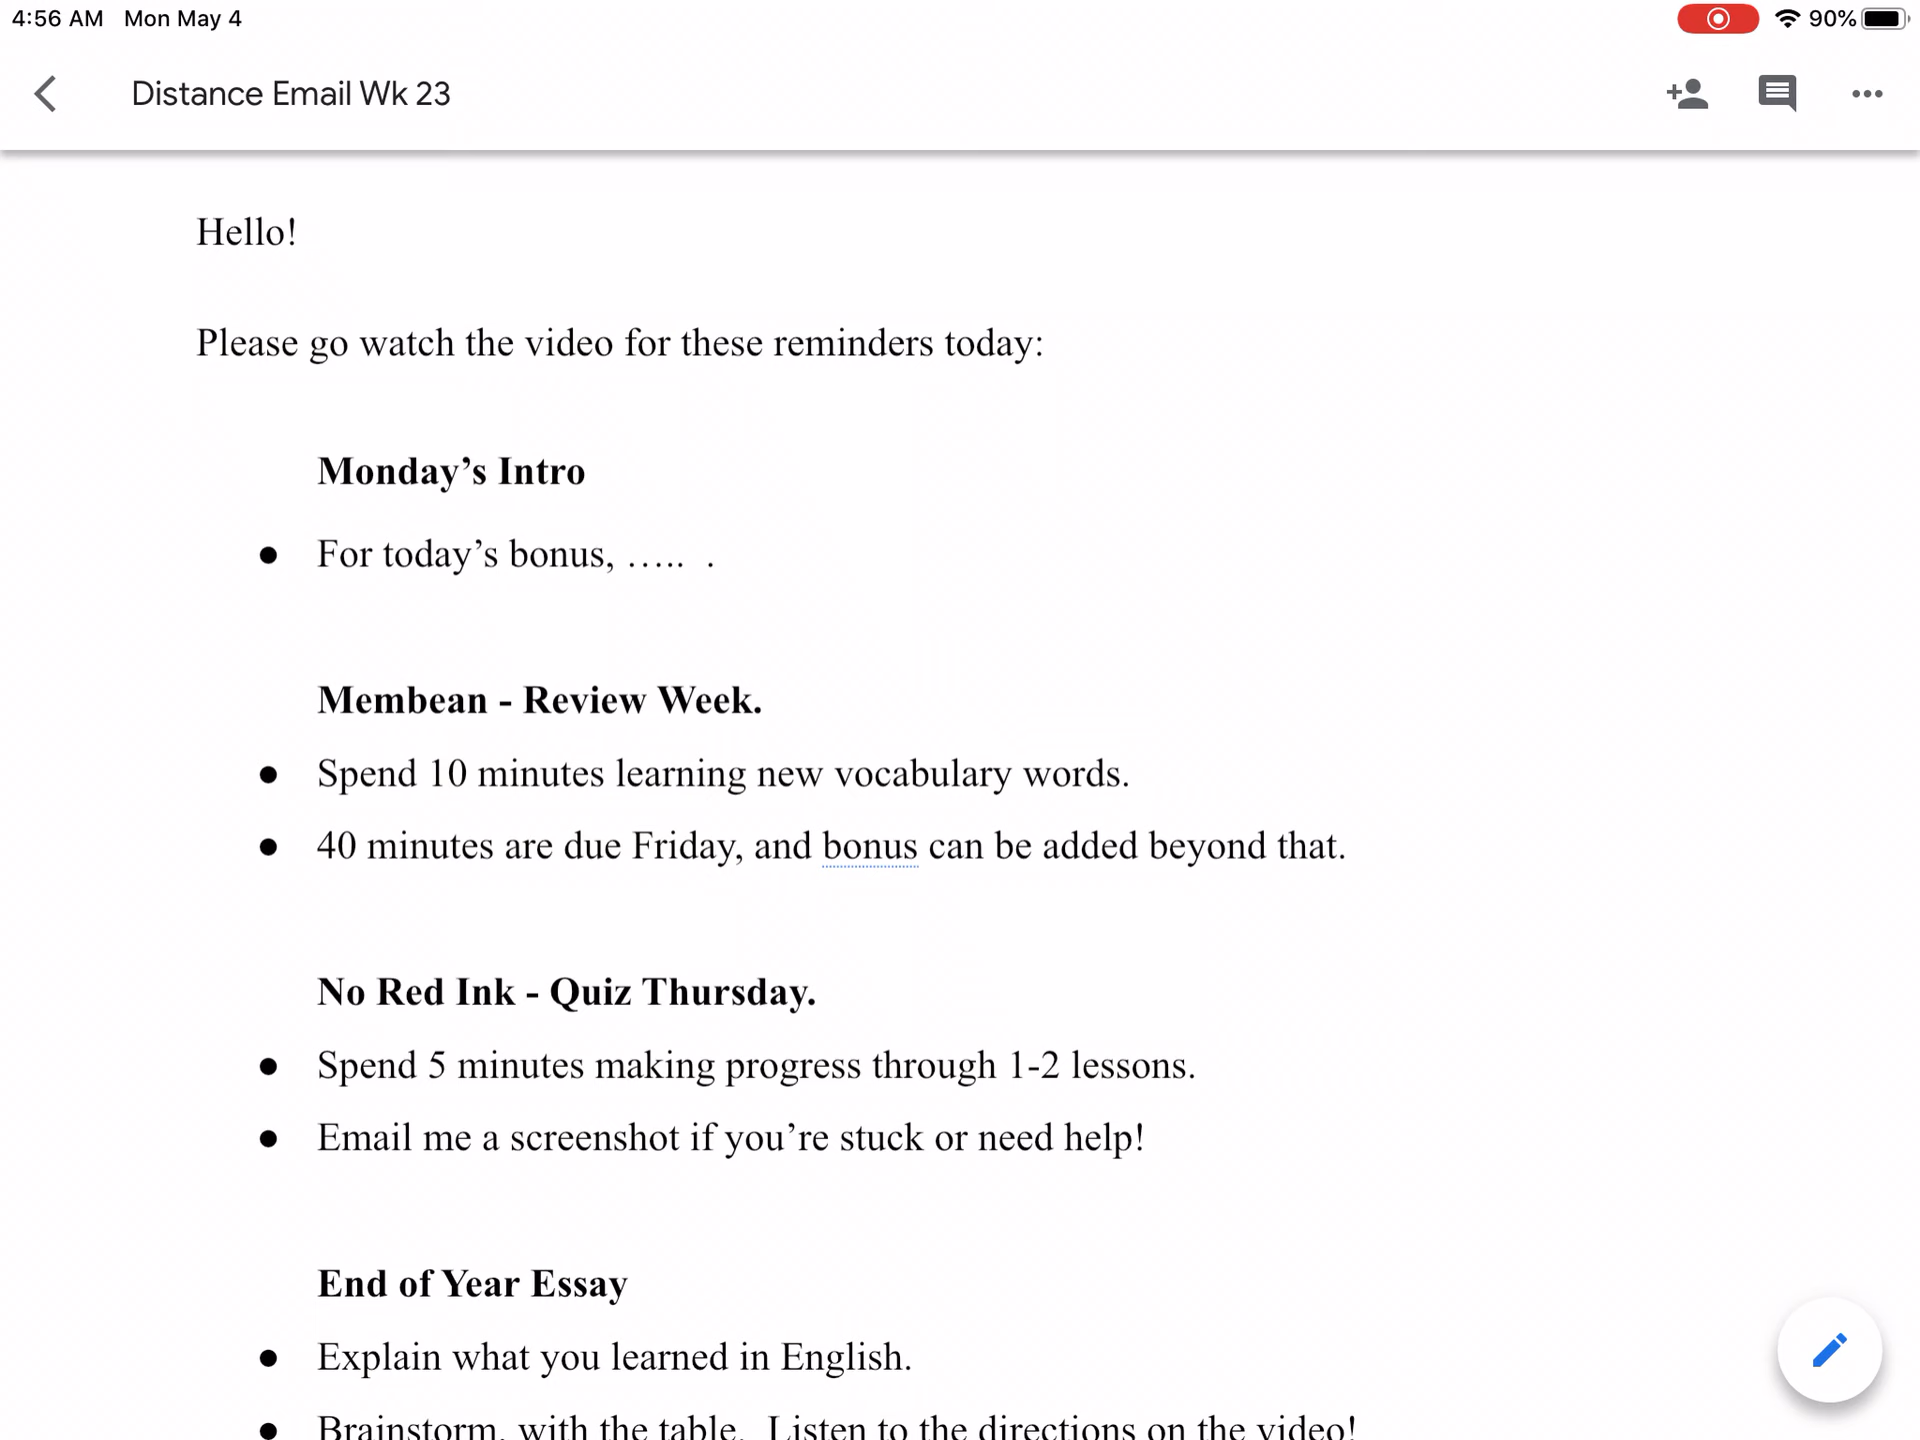 4:56 AM Mon May 4
90%
Distance Email Wk 23
Hello!
Please go watch the video for these reminders today:
Monday’s Intro
● For today’s bonus, ….. .
Membean - Review Week.
● Spend 10 minutes learning new vocabulary words.
● 40 minutes are due Friday, and bonus can be added beyond that.
No Red Ink - Quiz Thursday.
● Spend 5 minutes making progress through 1-2 lessons.
● Email me a screenshot if you’re stuck or need help!
End of Year Essay
● Explain what you learned in English.
● Brainstorm, with the table.  Listen to the directions on the video!